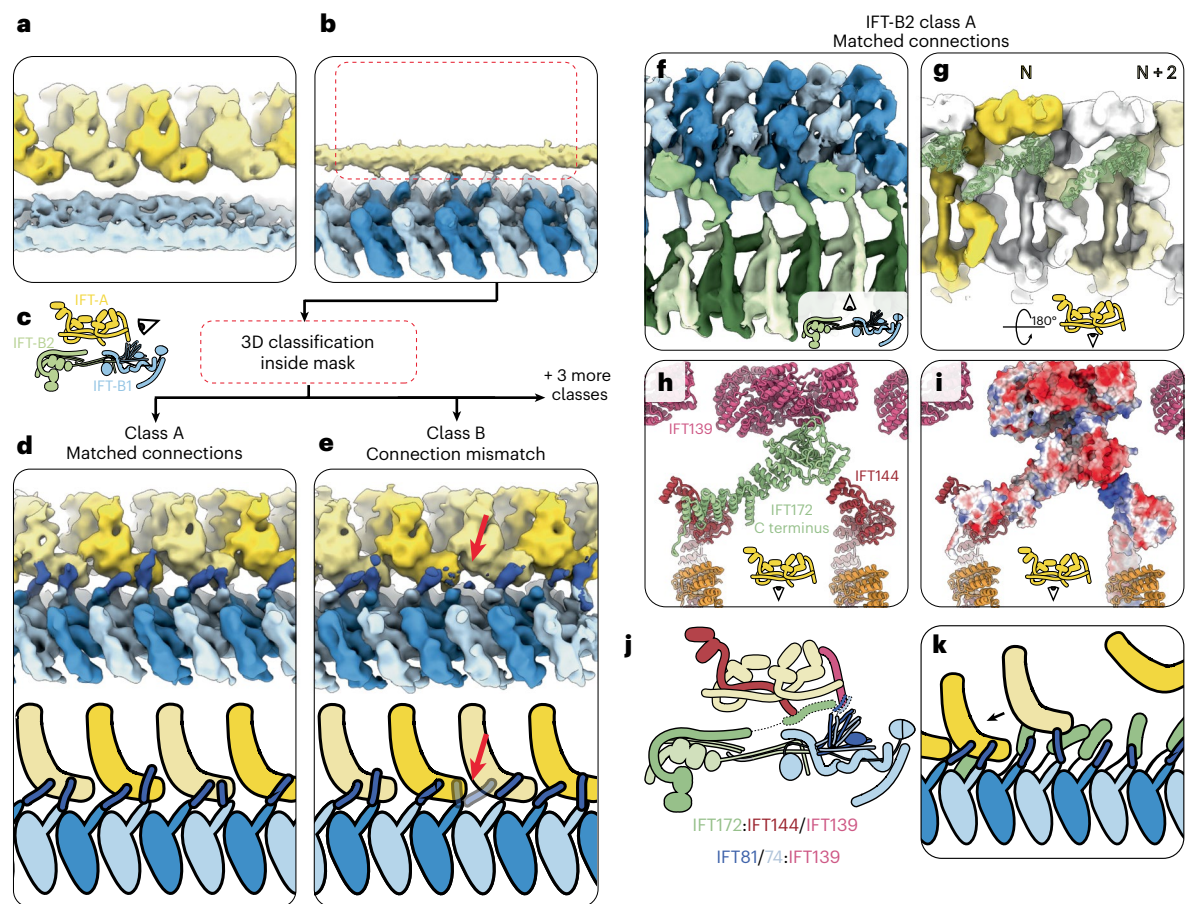 a
b
c
IFT-A
IFT-B2
IFT-B1
3D classification
inside mask
+ 3 more
classes
Class A
Matched connections
d
Class B
Connection mismatch
e
IFT-B2 class A
Matched connections
f
g
N
N + 2
180°
h
IFT139
IFT144
IFT172
C terminus
i
j
IFT172:IFT144/IFT139
IFT81/74:IFT139
k